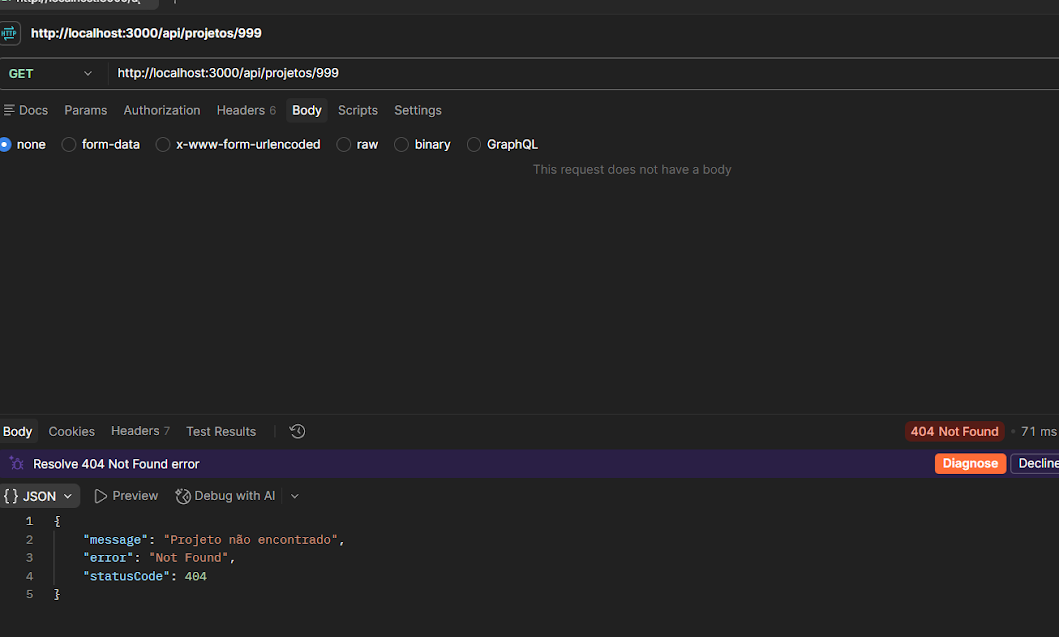 HTTP http://localhost:3000/api/projetos/999
GET http://localhost:3000/api/projetos/999
Docs Params Authorization Headers 6 Body Scripts Settings
none form-data x-www-form-urlencoded raw binary GraphQL
This request does not have a body
Body Cookies Headers 7 Test Results 404 Not Found • 71 ms
Resolve 404 Not Found error Diagnose Decline
{} JSON Preview Debug with AI
1 {
2 "message": "Projeto não encontrado",
3 "error": "Not Found",
4 "statusCode": 404
5 }